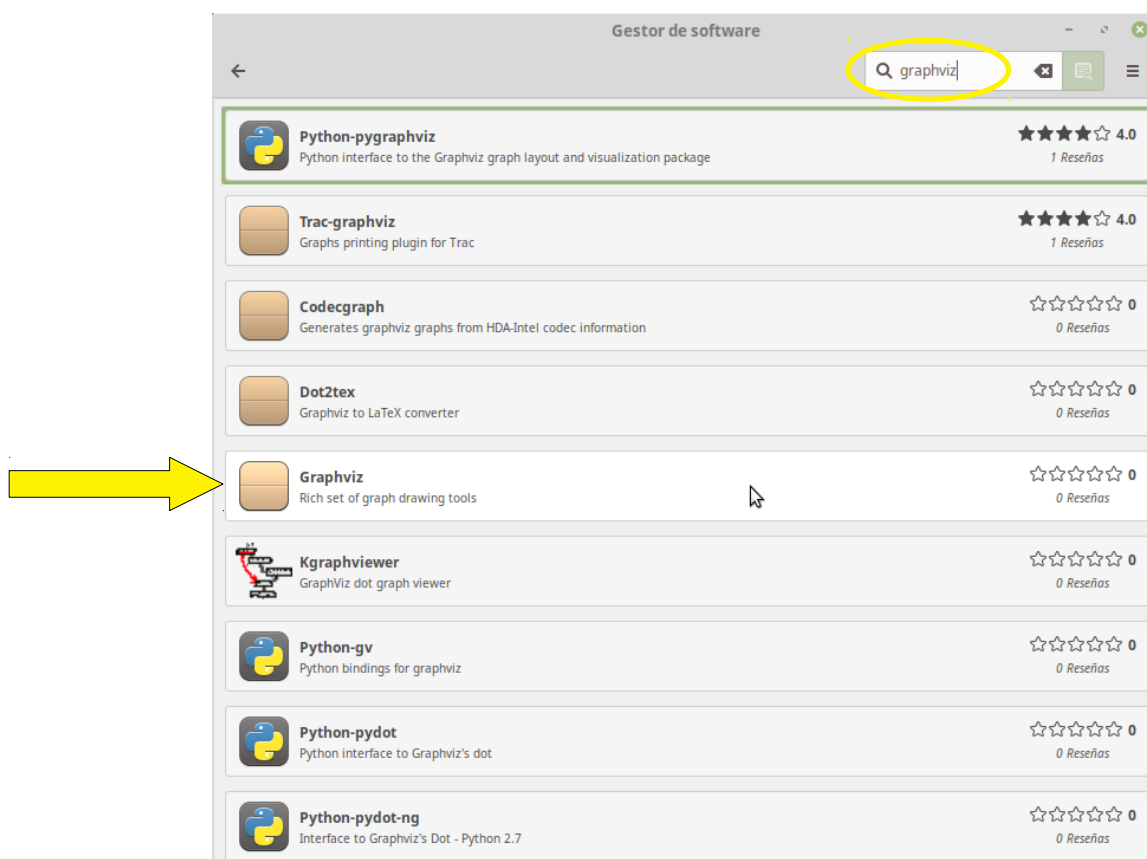 Gestor de software
graphviz
Python-pygraphviz
Python interface to the Graphviz graph layout and visualization package
4.0
1 Reseñas
Trac-graphviz
Graphs printing plugin for Trac
4.0
1 Reseñas
Codecgraph
Generates graphviz graphs from HDA-Intel codec information
0
0 Reseñas
Dot2tex
Graphviz to LaTeX converter
0
0 Reseñas
Graphviz
Rich set of graph drawing tools
0
0 Reseñas
Kgraphviewer
GraphViz dot graph viewer
0
0 Reseñas
Python-gv
Python bindings for graphviz
0
0 Reseñas
Python-pydot
Python interface to Graphviz's dot
0
0 Reseñas
Python-pydot-ng
Interface to Graphviz's Dot - Python 2.7
0
0 Reseñas